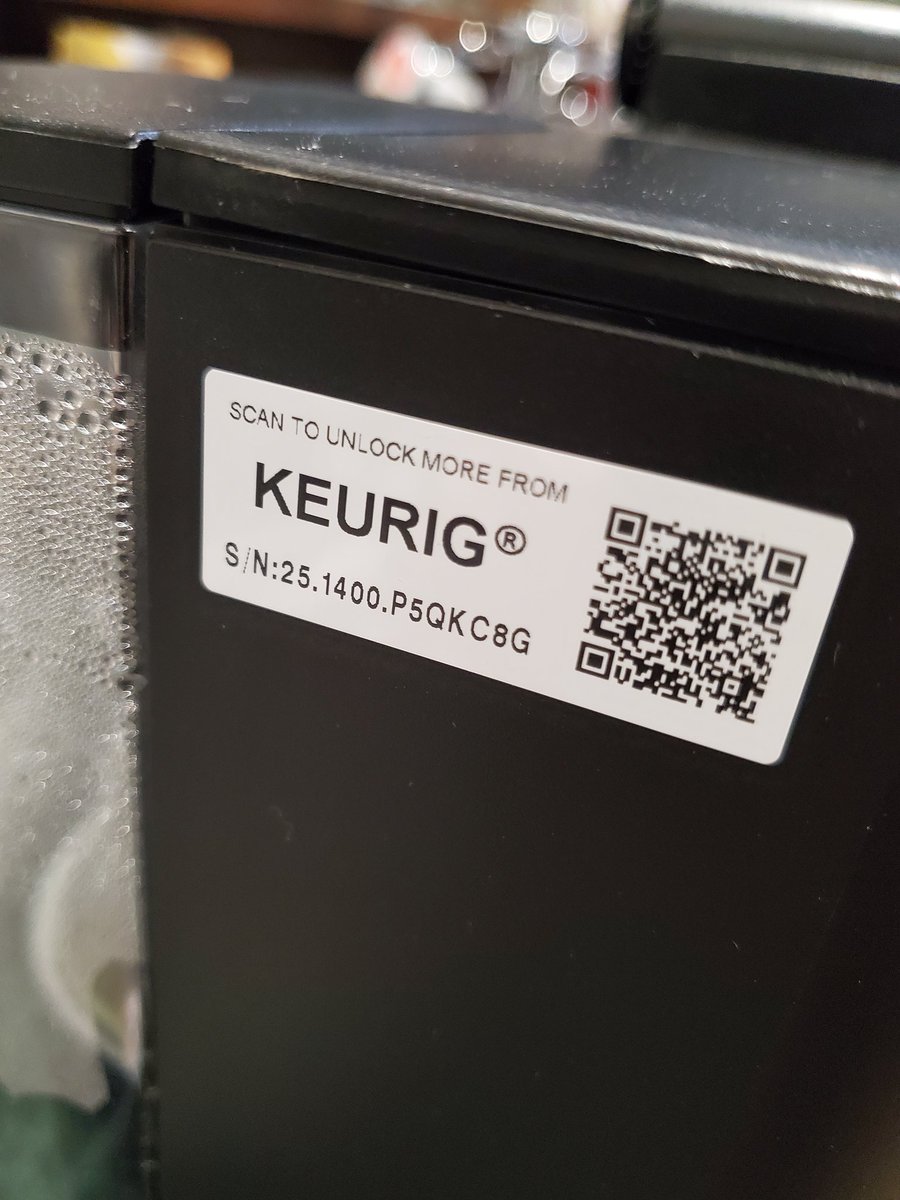 SCAN TO UNLOCK MORE FROM
KEURIG®
S/N:25.1400.P5QKC8G